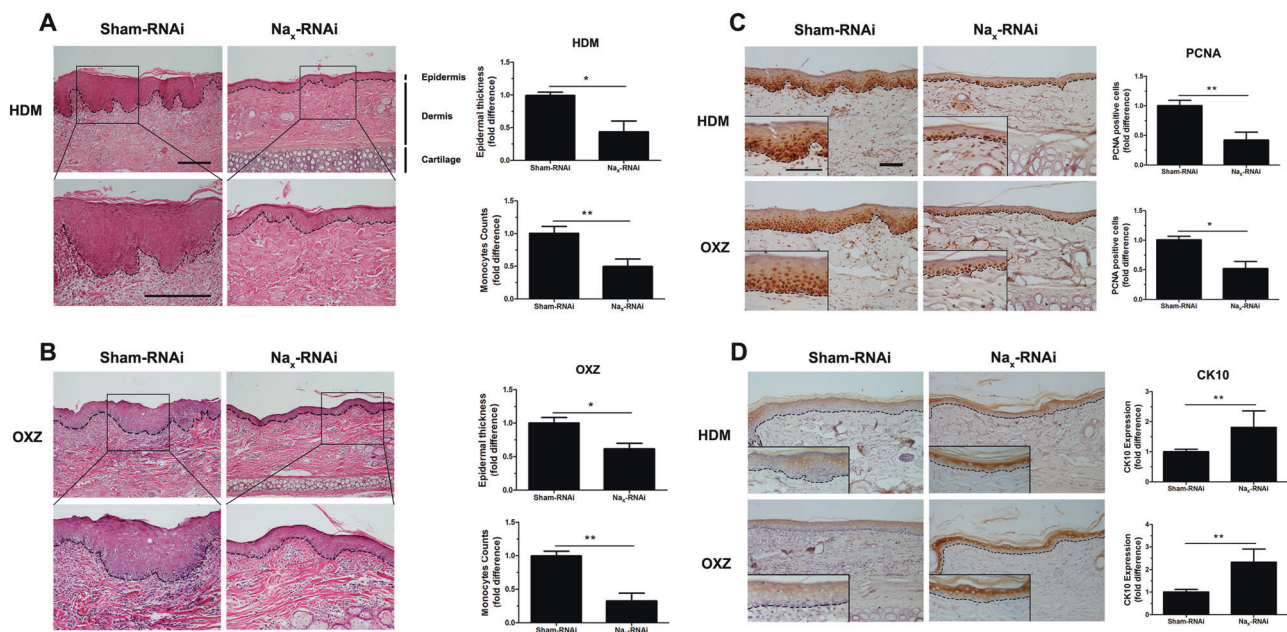 A
Sham-RNAi
Nax-RNAi
HDM
Epidermis
Dermis
Cartilage
HDM
Epidermal thickness
(fold difference)
1.5
1.0
0.5
0.0
*
Sham-RNAi
Nax-RNAi
Monocytes Counts
(fold difference)
1.5
1.0
0.5
0.0
**
Sham-RNAi
Nax-RNAi
B
Sham-RNAi
Nax-RNAi
OXZ
OXZ
Epidermal thickness
(fold difference)
1.5
1.0
0.5
0.0
*
Sham-RNAi
Nax-RNAi
Monocytes Counts
(fold difference)
1.5
1.0
0.5
0.0
**
Sham-RNAi
Na -RNAi
C
Sham-RNAi
Nax-RNAi
HDM
OXZ
PCNA
PCNA positive cells
(fold difference)
1.5
1.0
0.5
0.0
**
Sham-RNAi
Nax-RNAi
PCNA positive cells
(fold difference)
1.5
1.0
0.5
0.0
*
Sham-RNAi
Nax-RNAi
D
Sham-RNAi
Nax-RNAi
HDM
OXZ
CK10
CK10 Expression
(fold difference)
3
2
1
0
**
Sham-RNAi
Nax-RNAi
CK10 Expression
(fold difference)
4
3
2
1
0
**
Sham-RNAi
Nax-RNAi